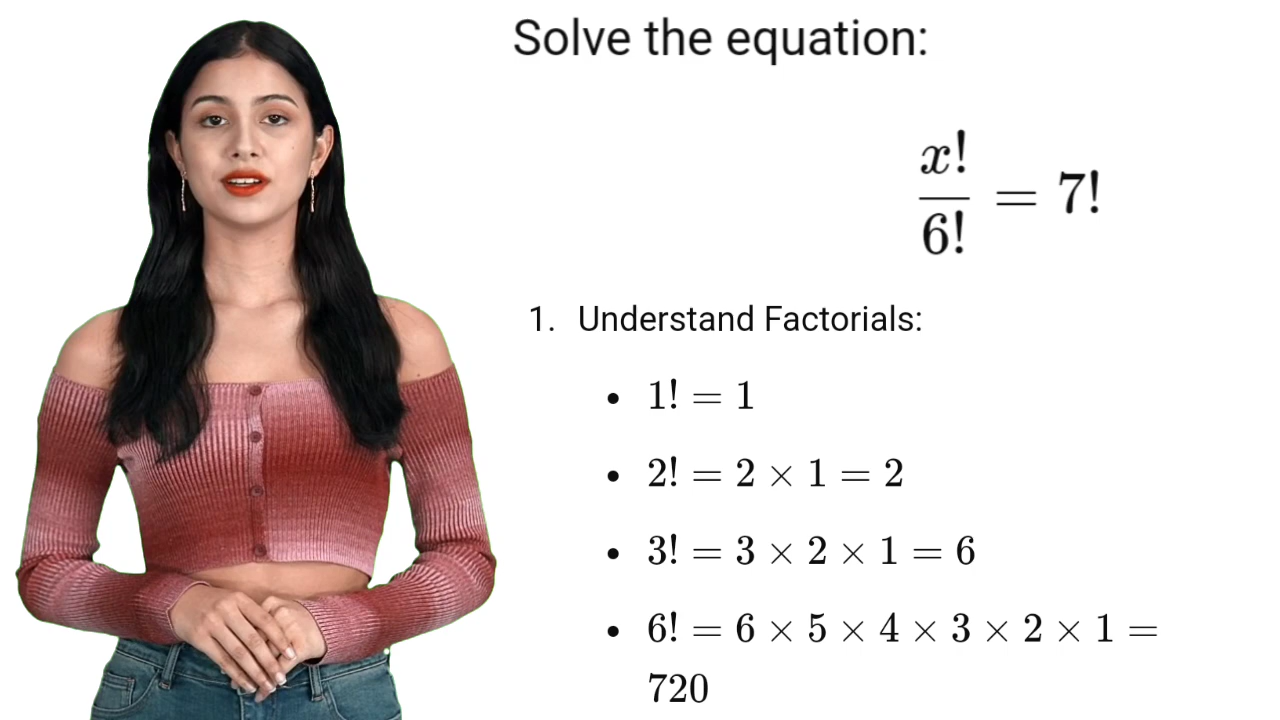 Solve the equation:
x!
6!
= 7!
1. Understand Factorials:
• 1! = 1
• 2! = 2 × 1 = 2
• 3! = 3 × 2 × 1 = 6
• 6! = 6 × 5 × 4 × 3 × 2 × 1 =
720